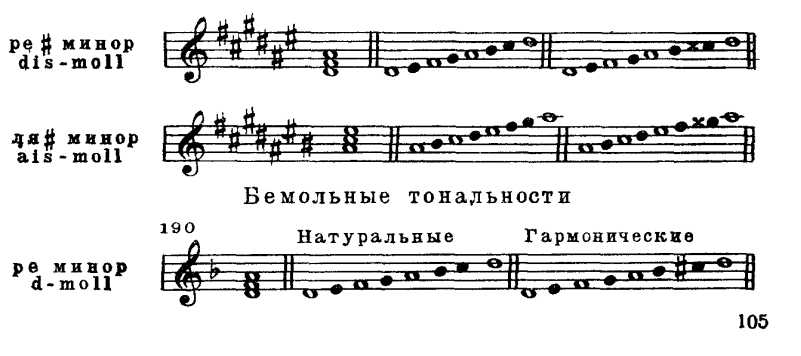 ре♯ минор
dis-moll
ля♯ минор
ais-moll
Бемольные тональности
190
Натуральные Гармонические
ре минор
d-moll
105